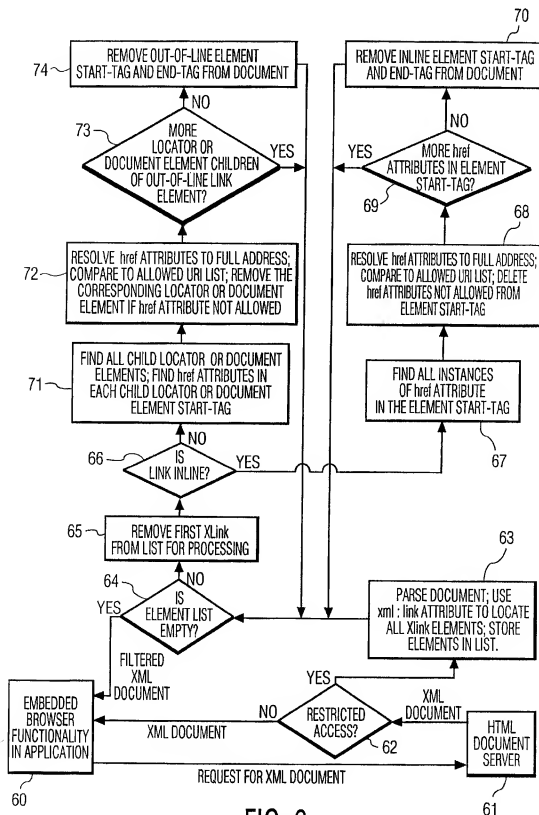 70
74
REMOVE OUT-OF-LINE ELEMENT
START-TAG AND END-TAG FROM DOCUMENT
REMOVE INLINE ELEMENT START-TAG
AND END-TAG FROM DOCUMENT
NO
NO
73
MORE
LOCATOR OR
DOCUMENT ELEMENT CHILDREN
OF OUT-OF-LINE LINK
ELEMENT?
YES
YES
MORE href
ATTRIBUTES IN ELEMENT
START-TAG?
69
68
72
RESOLVE href ATTRIBUTES TO FULL ADDRESS;
COMPARE TO ALLOWED URI LIST; REMOVE THE
CORRESPONDING LOCATOR OR DOCUMENT
ELEMENT IF href ATTRIBUTE NOT ALLOWED
RESOLVE href ATTRIBUTES TO FULL ADDRESS;
COMPARE TO ALLOWED URI LIST; DELETE
href ATTRIBUTES NOT ALLOWED FROM
ELEMENT START-TAG
71
FIND ALL CHILD LOCATOR OR DOCUMENT
ELEMENTS; FIND href ATTRIBUTES IN
EACH CHILD LOCATOR OR DOCUMENT
ELEMENT START-TAG
FIND ALL INSTANCES
OF href ATTRIBUTE
IN THE ELEMENT START-TAG
67
NO
66
IS
LINK INLINE?
YES
65
REMOVE FIRST XLink
FROM LIST FOR PROCESSING
63
NO
64
YES
IS
ELEMENT LIST
EMPTY?
PARSE DOCUMENT; USE
xml : link ATTRIBUTE TO LOCATE
ALL Xlink ELEMENTS; STORE
ELEMENTS IN LIST.
FILTERED
XML
DOCUMENT
YES
XML
DOCUMENT
EMBEDDED
BROWSER
FUNCTIONALITY
IN APPLICATION
XML DOCUMENT
NO
RESTRICTED
ACCESS?
62
HTML
DOCUMENT
SERVER
REQUEST FOR XML DOCUMENT
60
61